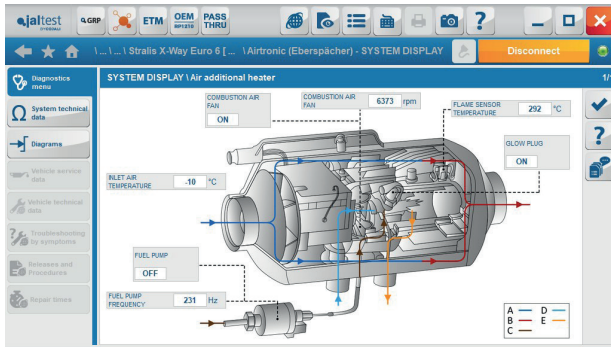 jaltest
GRP
ETM
OEM
RP1210
PASS
THRU
\ ... \ ... \ Stralis X-Way Euro 6 [ ... \Airtronic (Eberspächer) - SYSTEM DISPLAY
Disconnect
Diagnostics
menu
System technical
data
Diagrams
Vehicle service
data
Vehicle technical
data
Troubleshooting
by symptoms
Releases and
Procedures
Repair times
SYSTEM DISPLAY \ Air additional heater
COMBUSTION AIR
FAN
ON
COMBUSTION AIR
FAN
6373 rpm
FLAME SENSOR
TEMPERATURE
292 °C
GLOW PLUG
ON
INLET AIR
TEMPERATURE
-10 °C
FUEL PUMP
OFF
FUEL PUMP
FREQUENCY
231 Hz
A
B
C
D
E